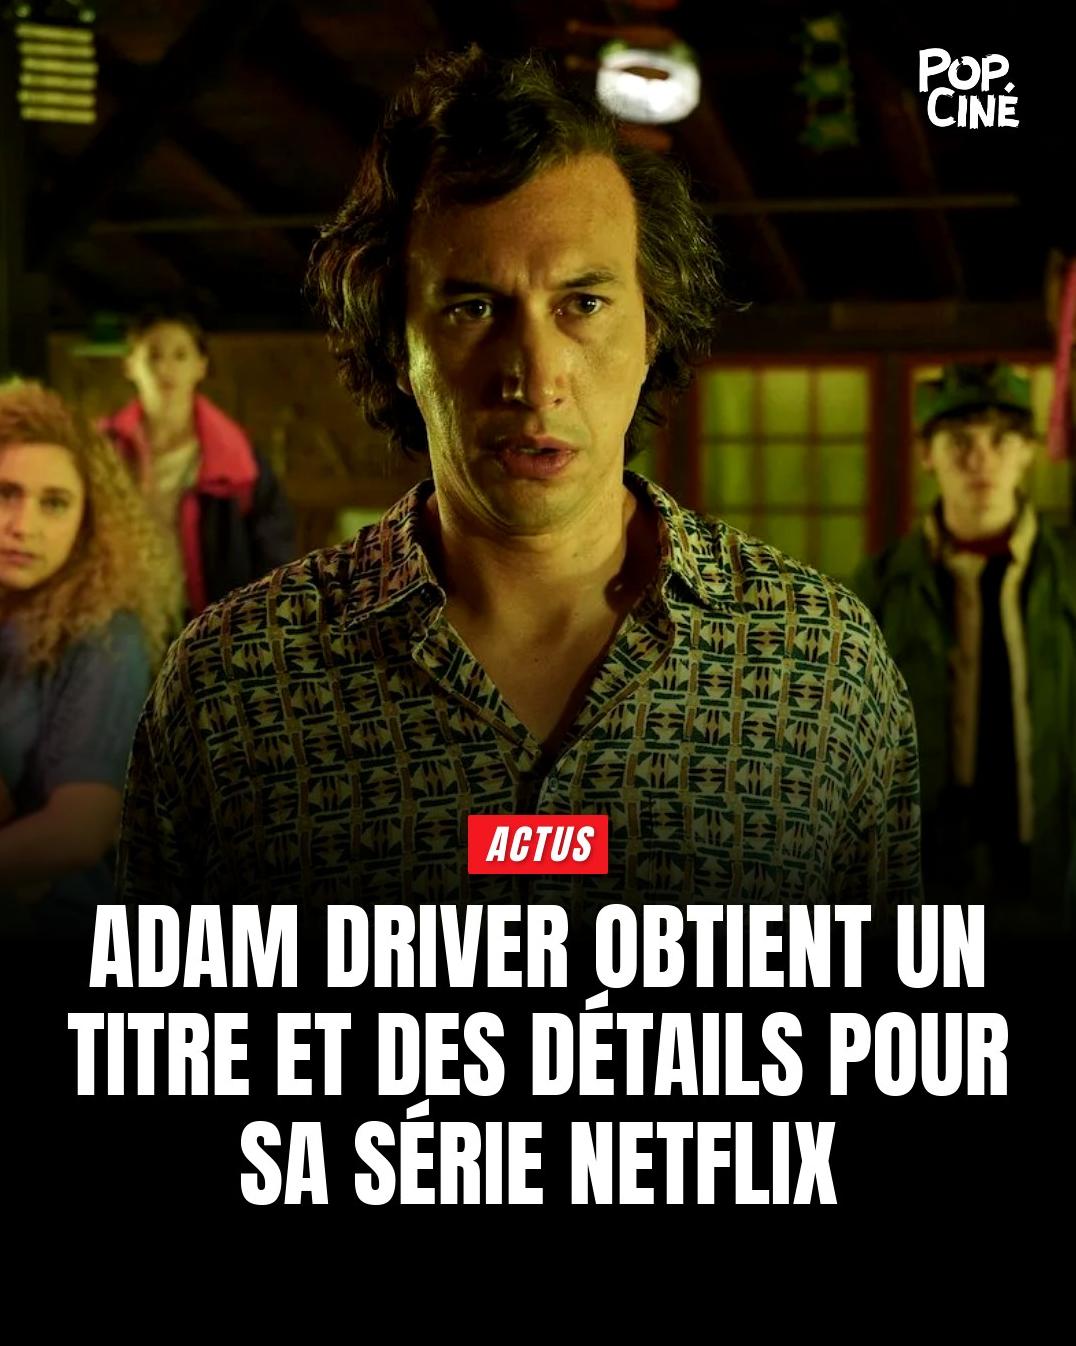 POP.
CINÉ
ACTUS
ADAM DRIVER OBTIENT UN
TITRE ET DES DÉTAILS POUR
SA SÉRIE NETFLIX